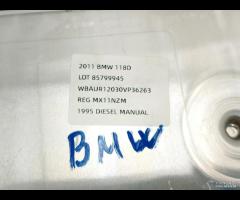 2011 BMW 118D
LOT 85799945
WBAUR12030VP36263
REG MX11NZM
1995 DIESEL MANUAL
BMW